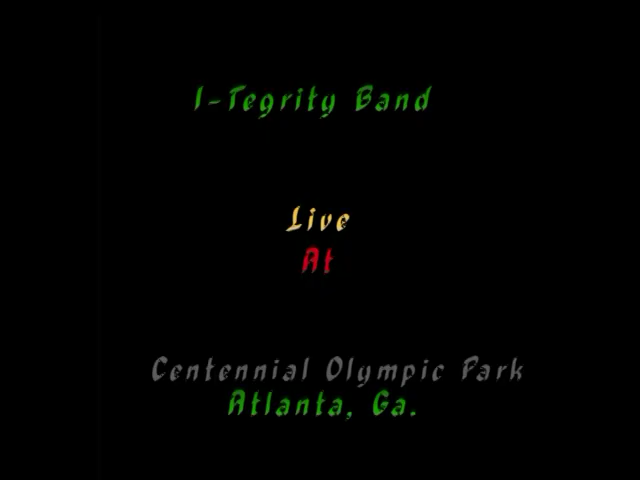 I-Tegrity Band
Live
At
Centennial Olympic Park
Atlanta, Ga.